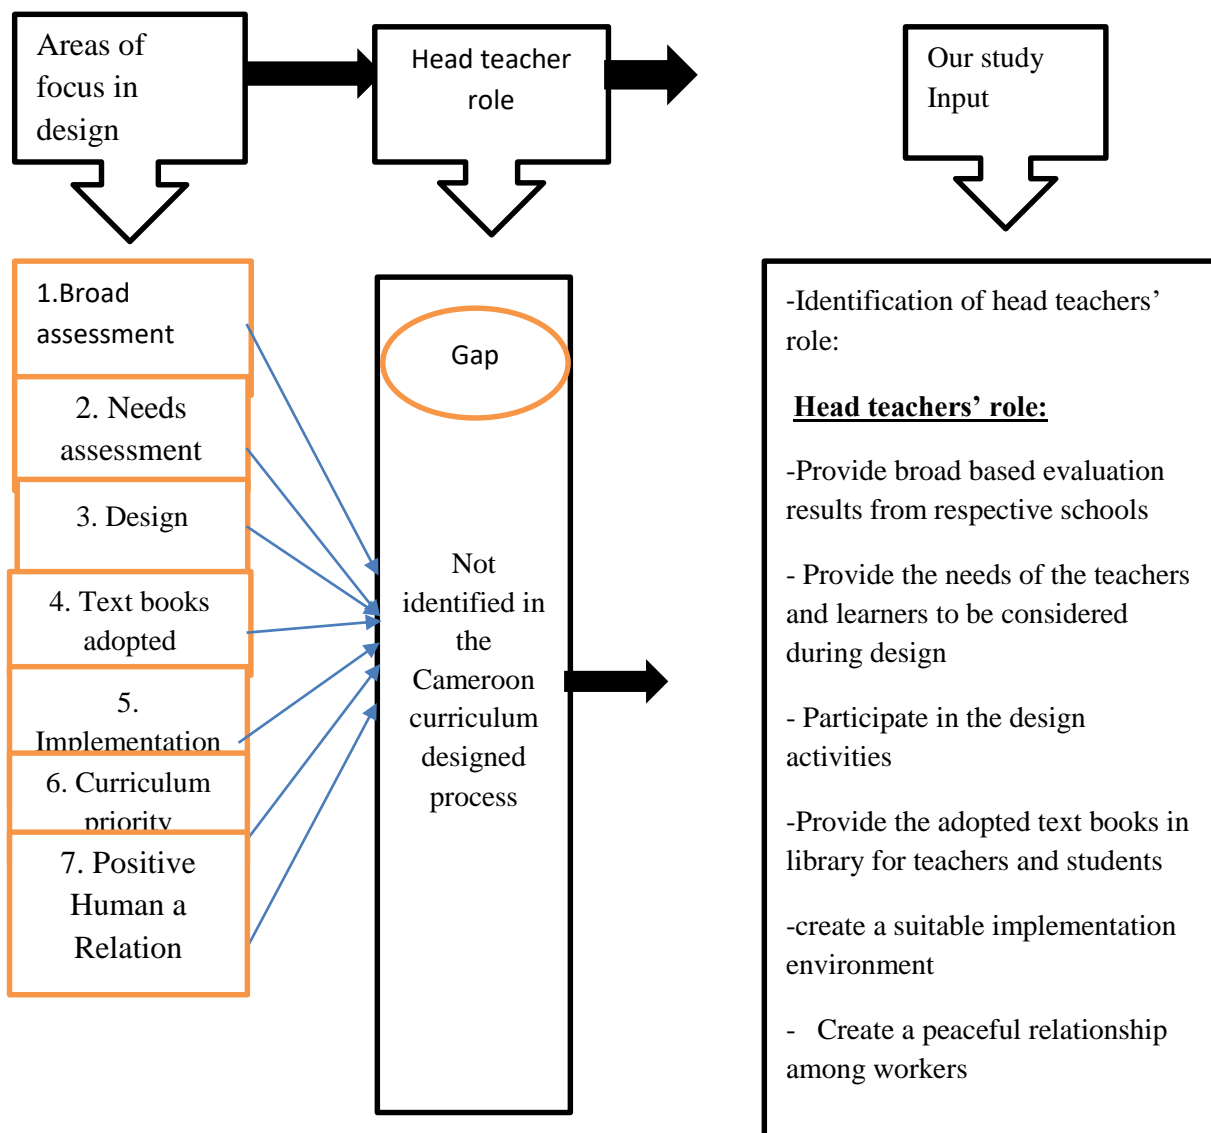 Areas of
focus in
design
Head teacher
role
Our study
Input
1.Broad
assessment
2. Needs
assessment
3. Design
4. Text books
adopted
5.
Implementation
6. Curriculum
priority
7. Positive
Human a
Relation
Gap
Not
identified in
the
Cameroon
curriculum
designed
process
-Identification of head teachers’
role:
Head teachers’ role:
-Provide broad based evaluation
results from respective schools
- Provide the needs of the teachers
and learners to be considered
during design
- Participate in the design
activities
-Provide the adopted text books in
library for teachers and students
-create a suitable implementation
environment
- Create a peaceful relationship
among workers